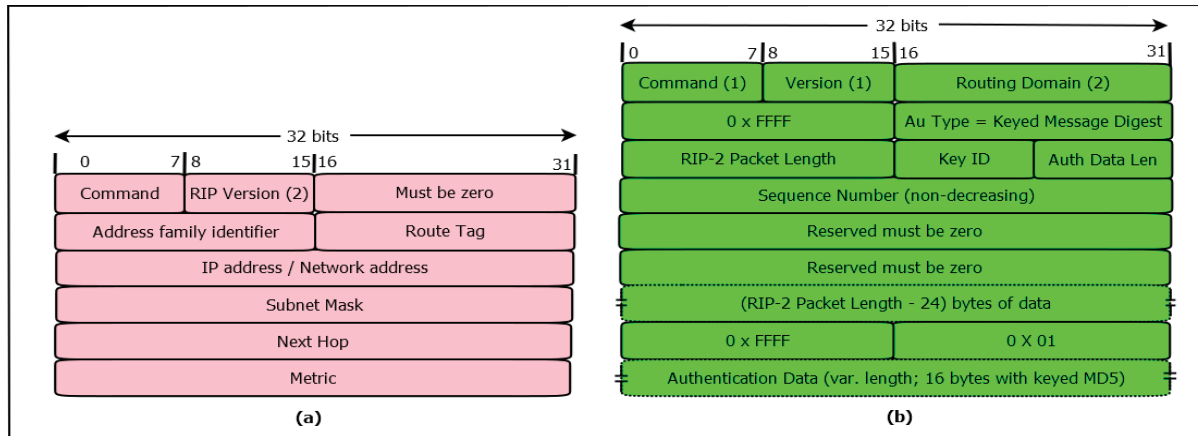 32 bits
0 7 8 15 16 31
Command RIP Version (2) Must be zero
Address family identifier Route Tag
IP address / Network address
Subnet Mask
Next Hop
Metric
(a)
32 bits
0 7 8 15 16 31
Command (1) Version (1) Routing Domain (2)
0 x FFFF Au Type = Keyed Message Digest
RIP-2 Packet Length Key ID Auth Data Len
Sequence Number (non-decreasing)
Reserved must be zero
Reserved must be zero
(RIP-2 Packet Length - 24) bytes of data
0 x FFFF 0 X 01
Authentication Data (var. length; 16 bytes with keyed MD5)
(b)